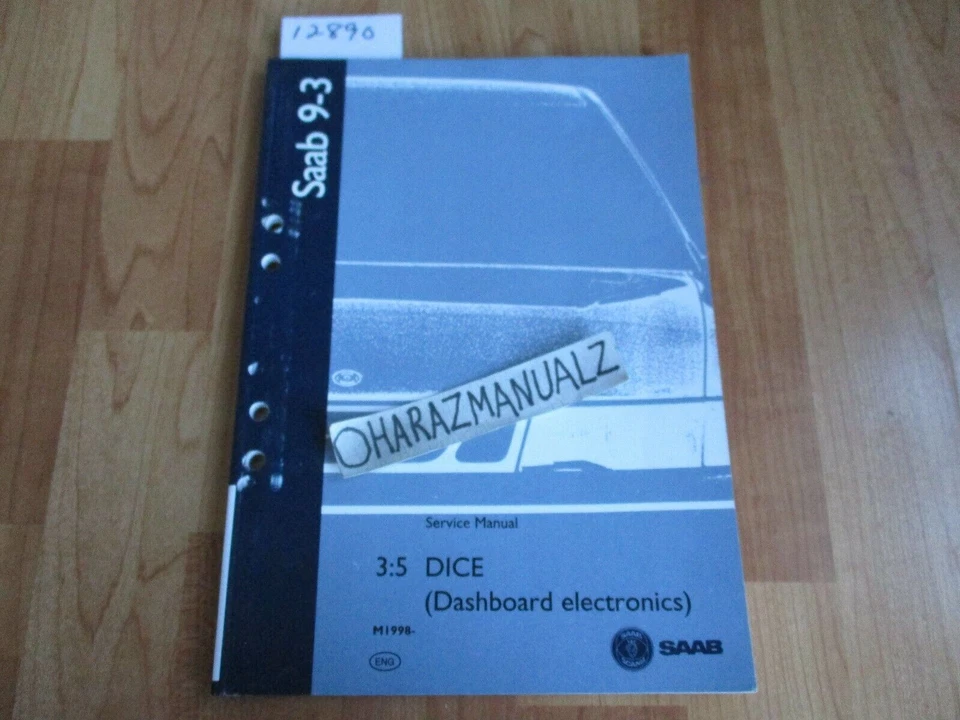 12890
Saab 9-3
OHARAZMANUALZ
Service Manual
3:5 DICE
(Dashboard electronics)
M1998-
ENG
SAAB